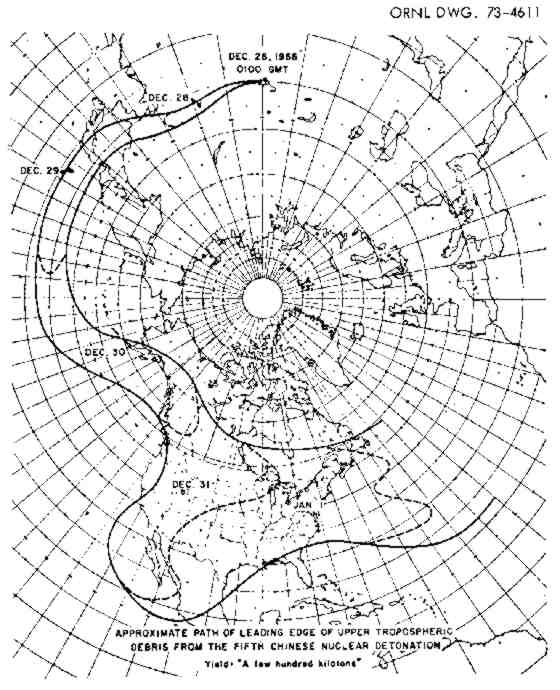 ORNL DWG. 73-4611
DEC. 28, 1966
0100 GMT
DEC. 28
DEC. 29
DEC. 30
DEC. 31
JAN
APPROXIMATE PATH OF LEADING EDGE OF UPPER TROPOSPHERIC
DEBRIS FROM THE FIFTH CHINESE NUCLEAR DETONATION
Yield: "A few hundred kilotons"